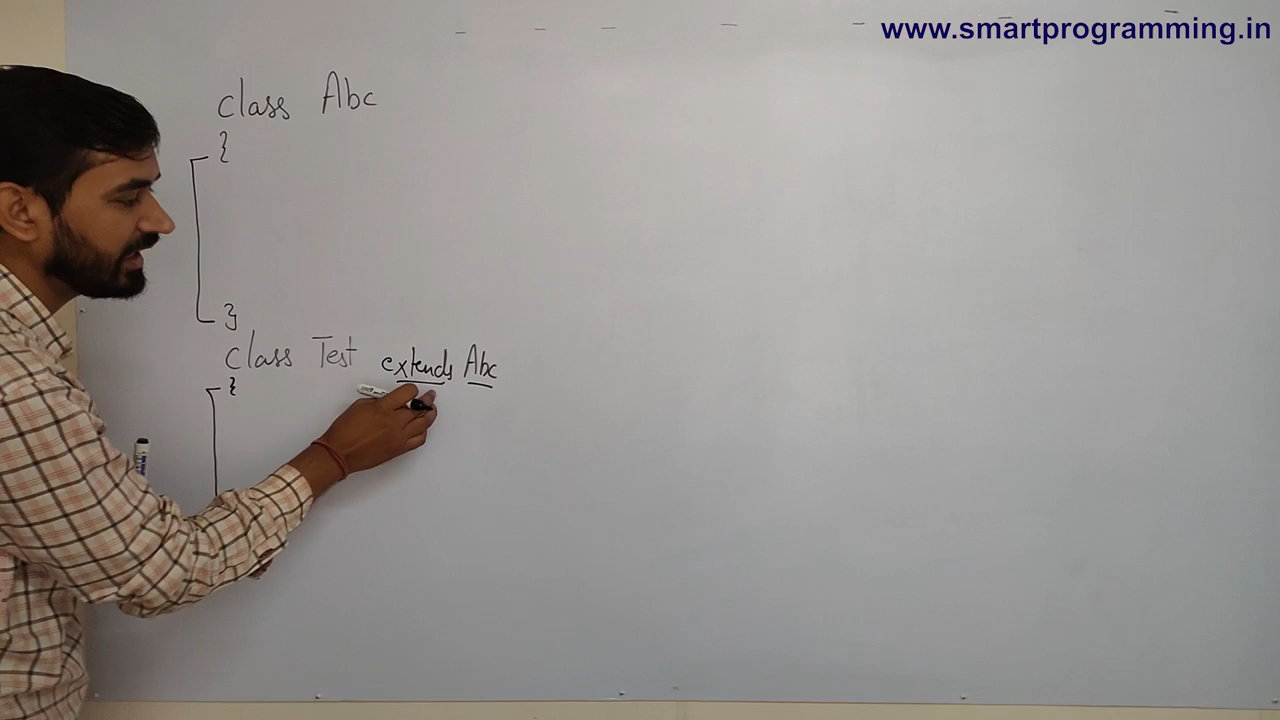 www.smartprogramming.in
class Abc
{
}
class Test extends Abc
{